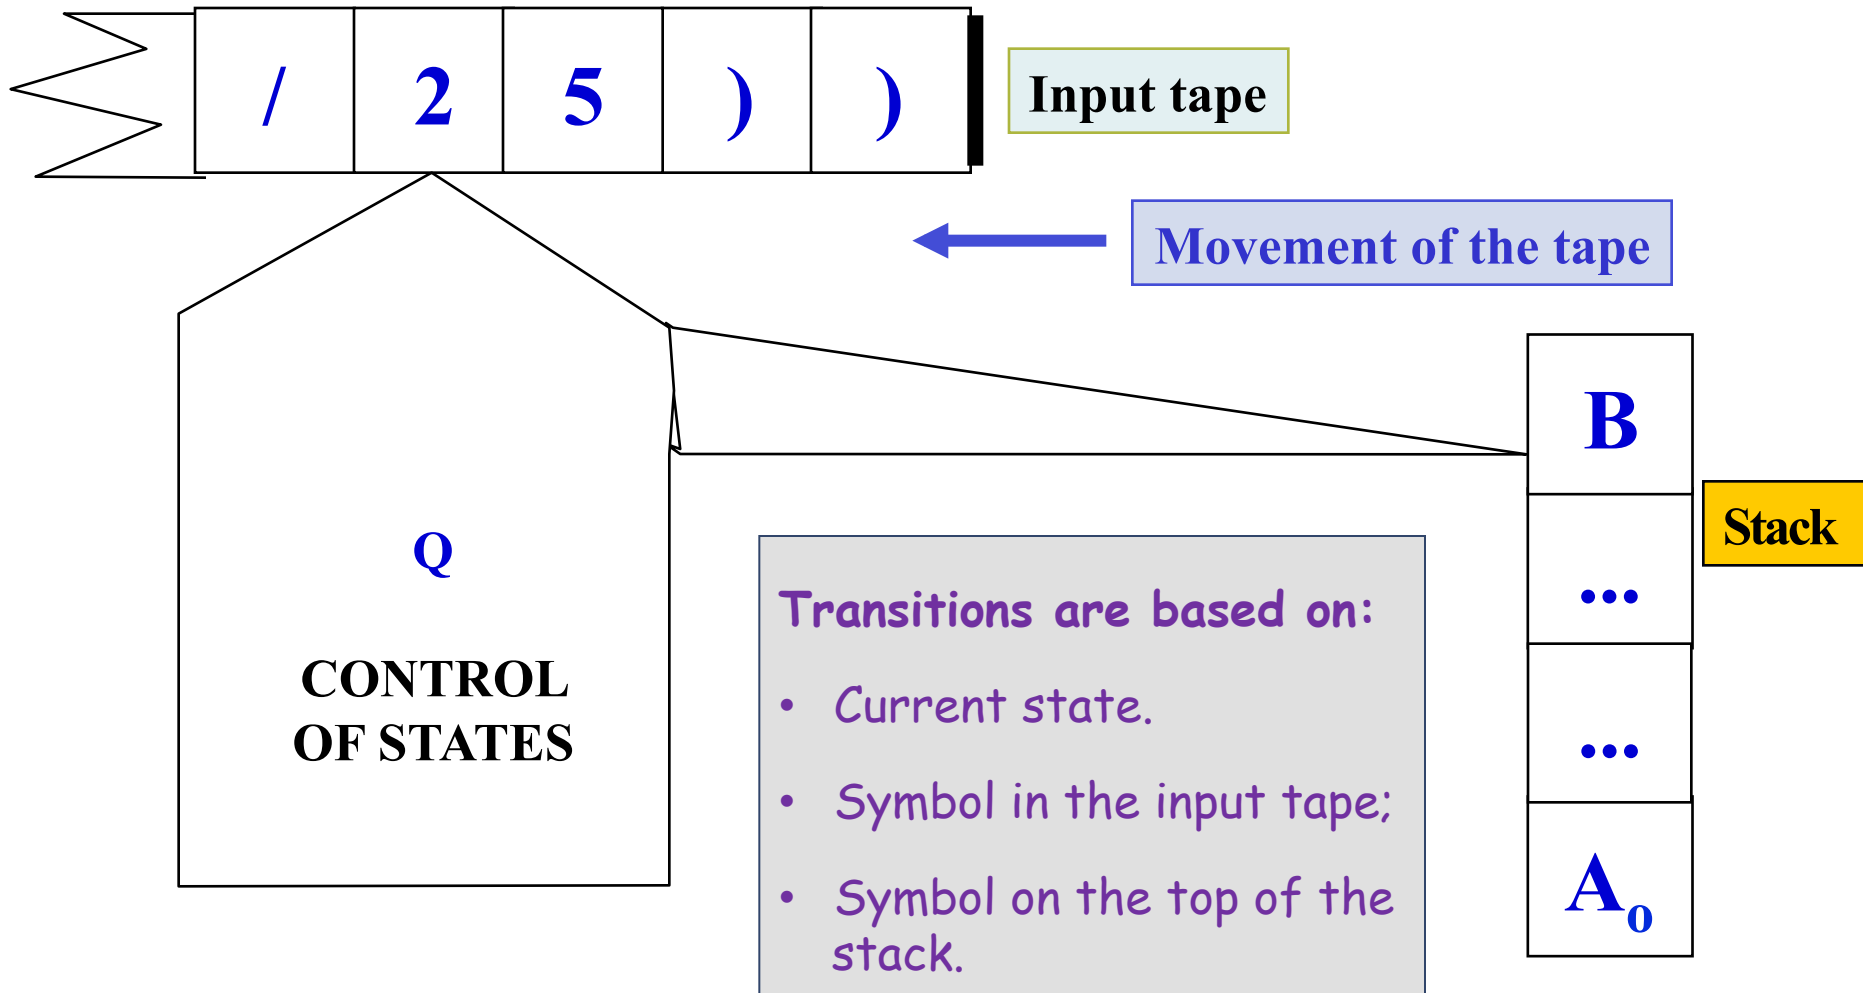 / 2 5 ) )
Input tape
Movement of the tape
B
Stack
...
...
A₀
Q
CONTROL
OF STATES
Transitions are based on:
• Current state.
• Symbol in the input tape;
• Symbol on the top of the
stack.